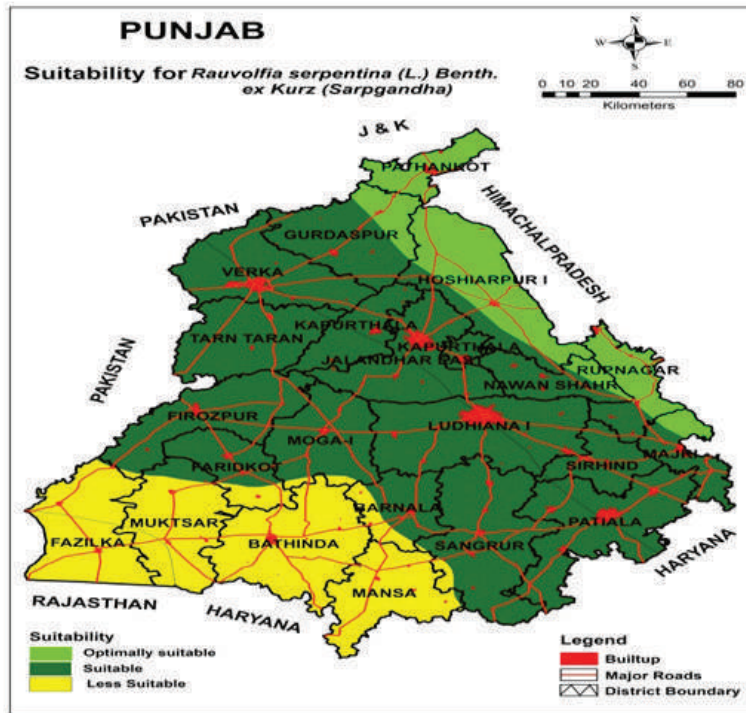 PUNJAB
Suitability for Rauvolfia serpentina (L.) Benth.
ex Kurz (Sarpgandha)
N
W E
S
0 10 20 40 60 80
Kilometers
J & K
PATHANKOT
PAKISTAN
HIMACHALPRADESH
GURDASPUR
VERKA
HOSHIARPUR I
KAPURTHALA
TARN TARAN
KAPURTHALA
JALANDHAR EAST
RUPNAGAR
NAWAN SHAHR
PAKISTAN
FIROZPUR
MOGA-I
LUDHIANA I
FARIDKOT
SIRHIND
MAJRI
BARNALA
MUKTSAR
PATIALA
FAZILKA
BATHINDA
SANGRUR
HARYANA
MANSA
RAJASTHAN
HARYANA
Suitability
Optimally suitable
Suitable
Less Suitable
Legend
Builtup
Major Roads
District Boundary